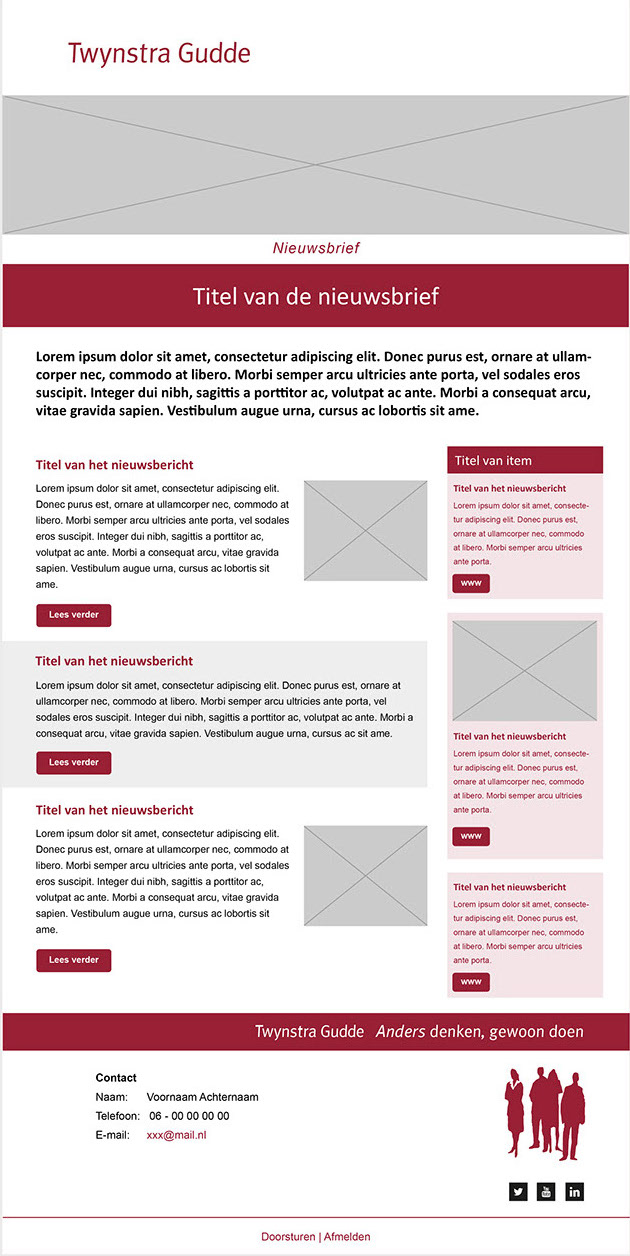 Twynstra Gudde
Nieuwsbrief
Titel van de nieuwsbrief
Lorem ipsum dolor sit amet, consectetur adipiscing elit. Donec purus est, ornare at ullam-
corper nec, commodo at libero. Morbi semper arcu ultricies ante porta, vel sodales eros
suscipit. Integer dui nibh, sagittis a porttitor ac, volutpat ac ante. Morbi a consequat arcu,
vitae gravida sapien. Vestibulum augue urna, cursus ac lobortis sit ame.
Titel van het nieuwsbericht
Lorem ipsum dolor sit amet, consectetur adipiscing elit.
Donec purus est, ornare at ullamcorper nec, commodo at
libero. Morbi semper arcu ultricies ante porta, vel sodales
eros suscipit. Integer dui nibh, sagittis a porttitor ac,
volutpat ac ante. Morbi a consequat arcu, vitae gravida
sapien. Vestibulum augue urna, cursus ac lobortis sit
ame.
Lees verder
Titel van het nieuwsbericht
Lorem ipsum dolor sit amet, consectetur adipiscing elit. Donec purus est, ornare at
ullamcorper nec, commodo at libero. Morbi semper arcu ultricies ante porta, vel
sodales eros suscipit. Integer dui nibh, sagittis a porttitor ac, volutpat ac ante. Morbi a
consequat arcu, vitae gravida sapien. Vestibulum augue urna, cursus ac sit ame.
Lees verder
Titel van het nieuwsbericht
Lorem ipsum dolor sit amet, consectetur adipiscing elit.
Donec purus est, ornare at ullamcorper nec, commodo at
libero. Morbi semper arcu ultricies ante porta, vel sodales
eros suscipit. Integer dui nibh, sagittis a porttitor ac,
volutpat ac ante. Morbi a consequat arcu, vitae gravida
sapien. Vestibulum augue urna, cursus ac lobortis sit
ame.
Lees verder
Titel van item
Titel van het nieuwsbericht
Lorem ipsum dolor sit amet, consecte-
tur adipiscing elit. Donec purus est,
ornare at ullamcorper nec, commodo
at libero. Morbi semper arcu ultricies
ante porta.
www
Titel van het nieuwsbericht
Lorem ipsum dolor sit amet, consecte-
tur adipiscing elit. Donec purus est,
ornare at ullamcorper nec, commodo
at libero. Morbi semper arcu ultricies
ante porta.
www
Titel van het nieuwsbericht
Lorem ipsum dolor sit amet, consecte-
tur adipiscing elit. Donec purus est,
ornare at ullamcorper nec, commodo
at libero. Morbi semper arcu ultricies
ante porta.
www
Twynstra Gudde Anders denken, gewoon doen
Contact
Naam: Voornaam Achternaam
Telefoon: 06 - 00 00 00 00
E-mail: xxx@mail.nl
You Tube in
Doorsturen | Afmelden